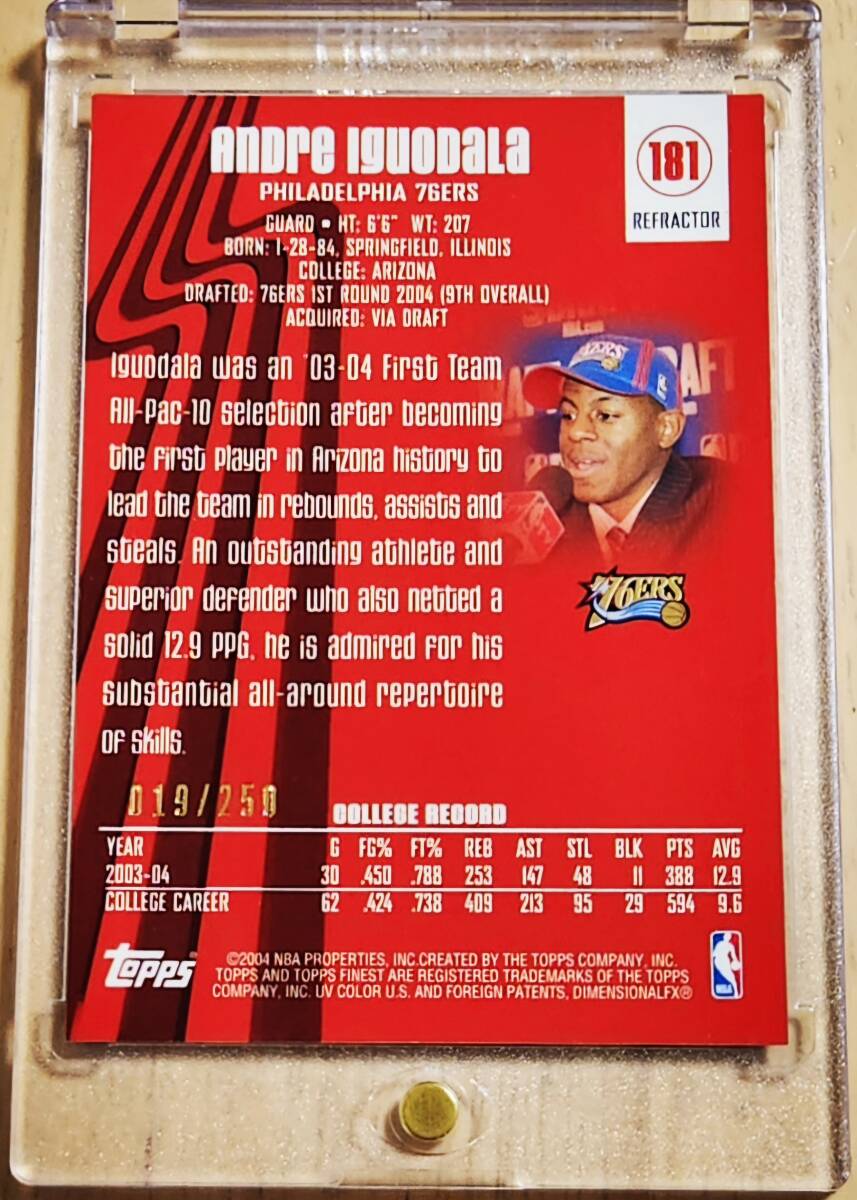 Andre Iguodala
PHILADELPHIA 76ERS
GUARD • HT: 6'6" WT: 207
BORN: 1-28-84, SPRINGFIELD, ILLINOIS
COLLEGE: ARIZONA
DRAFTED: 76ERS 1ST ROUND 2004 (9TH OVERALL)
ACQUIRED: VIA DRAFT
181
REFRACTOR
Iguodala was an '03-04 First Team
All-Pac-10 selection after becoming
the first player in Arizona history to
lead the team in rebounds, assists and
steals. An outstanding athlete and
superior defender who also netted a
solid 12.9 PPG, he is admired for his
substantial all-around repertoire
of skills.
76ERS
019/250
COLLEGE RECORD
YEAR G FG% FT% REB AST STL BLK PTS AVG
2003-04 30 .450 .788 253 147 48 11 388 12.9
COLLEGE CAREER 62 .424 .738 409 213 95 29 594 9.6
Topps
©2004 NBA PROPERTIES, INC.CREATED BY THE TOPPS COMPANY, INC.
TOPPS AND TOPPS FINEST ARE REGISTERED TRADEMARKS OF THE TOPPS
COMPANY, INC. UV COLOR U.S. AND FOREIGN PATENTS, DIMENSIONALFX®
NBA